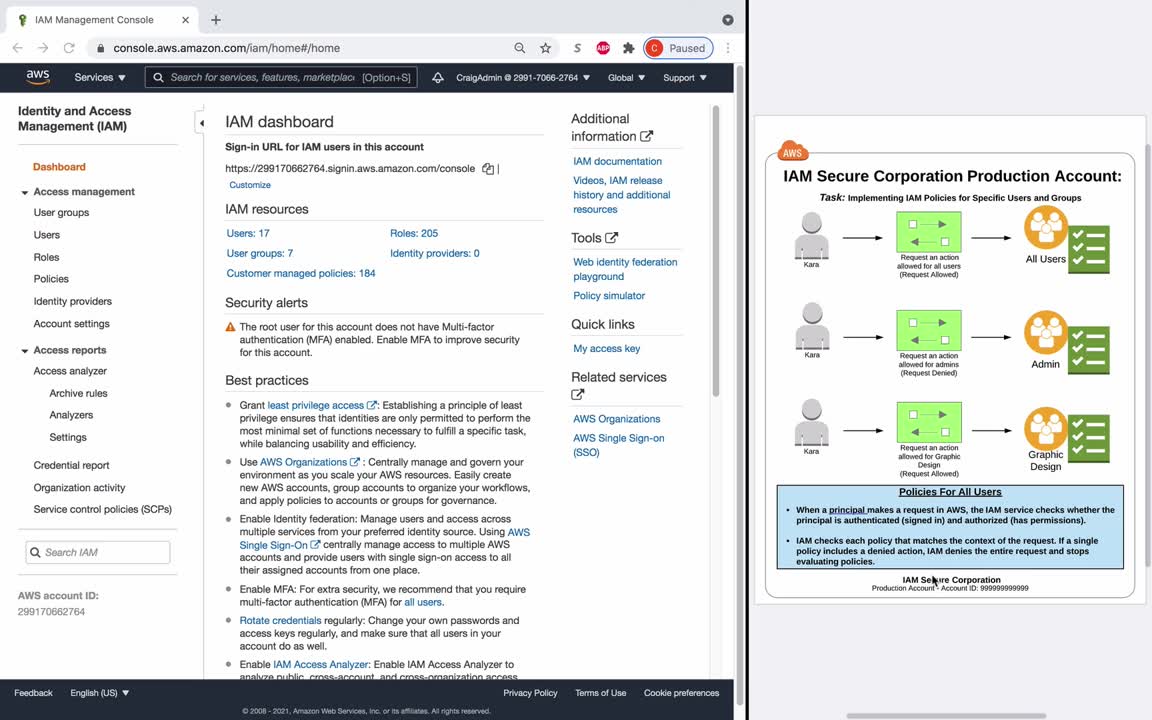 IAM Management Console
console.aws.amazon.com/iam/home#/home
S
ABP
C Paused
aws
Services
Search for services, features, marketplac [Option+S]
CraigAdmin @ 2991-7066-2764
Global
Support
Identity and Access
Management (IAM)
Dashboard
Access management
User groups
Users
Roles
Policies
Identity providers
Account settings
Access reports
Access analyzer
Archive rules
Analyzers
Settings
Credential report
Organization activity
Service control policies (SCPs)
Search IAM
AWS account ID:
299170662764
IAM dashboard
Sign-in URL for IAM users in this account
https://299170662764.signin.aws.amazon.com/console
Customize
IAM resources
Users: 17
Roles: 205
User groups: 7
Identity providers: 0
Customer managed policies: 184
Security alerts
The root user for this account does not have Multi-factor
authentication (MFA) enabled. Enable MFA to improve security
for this account.
Best practices
Grant least privilege access : Establishing a principle of least
privilege ensures that identities are only permitted to perform the
most minimal set of functions necessary to fulfill a specific task,
while balancing usability and efficiency.
Use AWS Organizations : Centrally manage and govern your
environment as you scale your AWS resources. Easily create
new AWS accounts, group accounts to organize your workflows,
and apply policies to accounts or groups for governance.
Enable Identity federation: Manage users and access across
multiple services from your preferred identity source. Using AWS
Single Sign-On centrally manage access to multiple AWS
accounts and provide users with single sign-on access to all
their assigned accounts from one place.
Enable MFA: For extra security, we recommend that you require
multi-factor authentication (MFA) for all users.
Rotate credentials regularly: Change your own passwords and
access keys regularly, and make sure that all users in your
account do as well.
Enable IAM Access Analyzer: Enable IAM Access Analyzer to
analyze public, cross-account, and cross-organization access
Additional
information
IAM documentation
Videos, IAM release
history and additional
resources
Tools
Web identity federation
playground
Policy simulator
Quick links
My access key
Related services
AWS Organizations
AWS Single Sign-on
(SSO)
Feedback
English (US)
Privacy Policy
Terms of Use
Cookie preferences
© 2008 - 2021, Amazon Web Services, Inc. or its affiliates. All rights reserved.
AWS
IAM Secure Corporation Production Account:
Task: Implementing IAM Policies for Specific Users and Groups
Kara
Request an action
allowed for all users
(Request Allowed)
All Users
Kara
Request an action
allowed for admins
(Request Denied)
Admin
Kara
Request an action
allowed for Graphic
Design
(Request Allowed)
Graphic
Design
Policies For All Users
When a principal makes a request in AWS, the IAM service checks whether the
principal is authenticated (signed in) and authorized (has permissions).
IAM checks each policy that matches the context of the request. If a single
policy includes a denied action, IAM denies the entire request and stops
evaluating policies.
IAM Secure Corporation
Production Account - Account ID: 999999999999